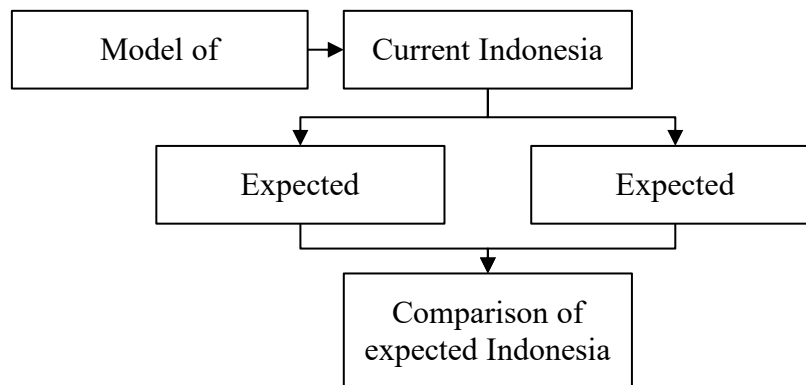 Model of
Current Indonesia
Expected
Expected
Comparison of
expected Indonesia